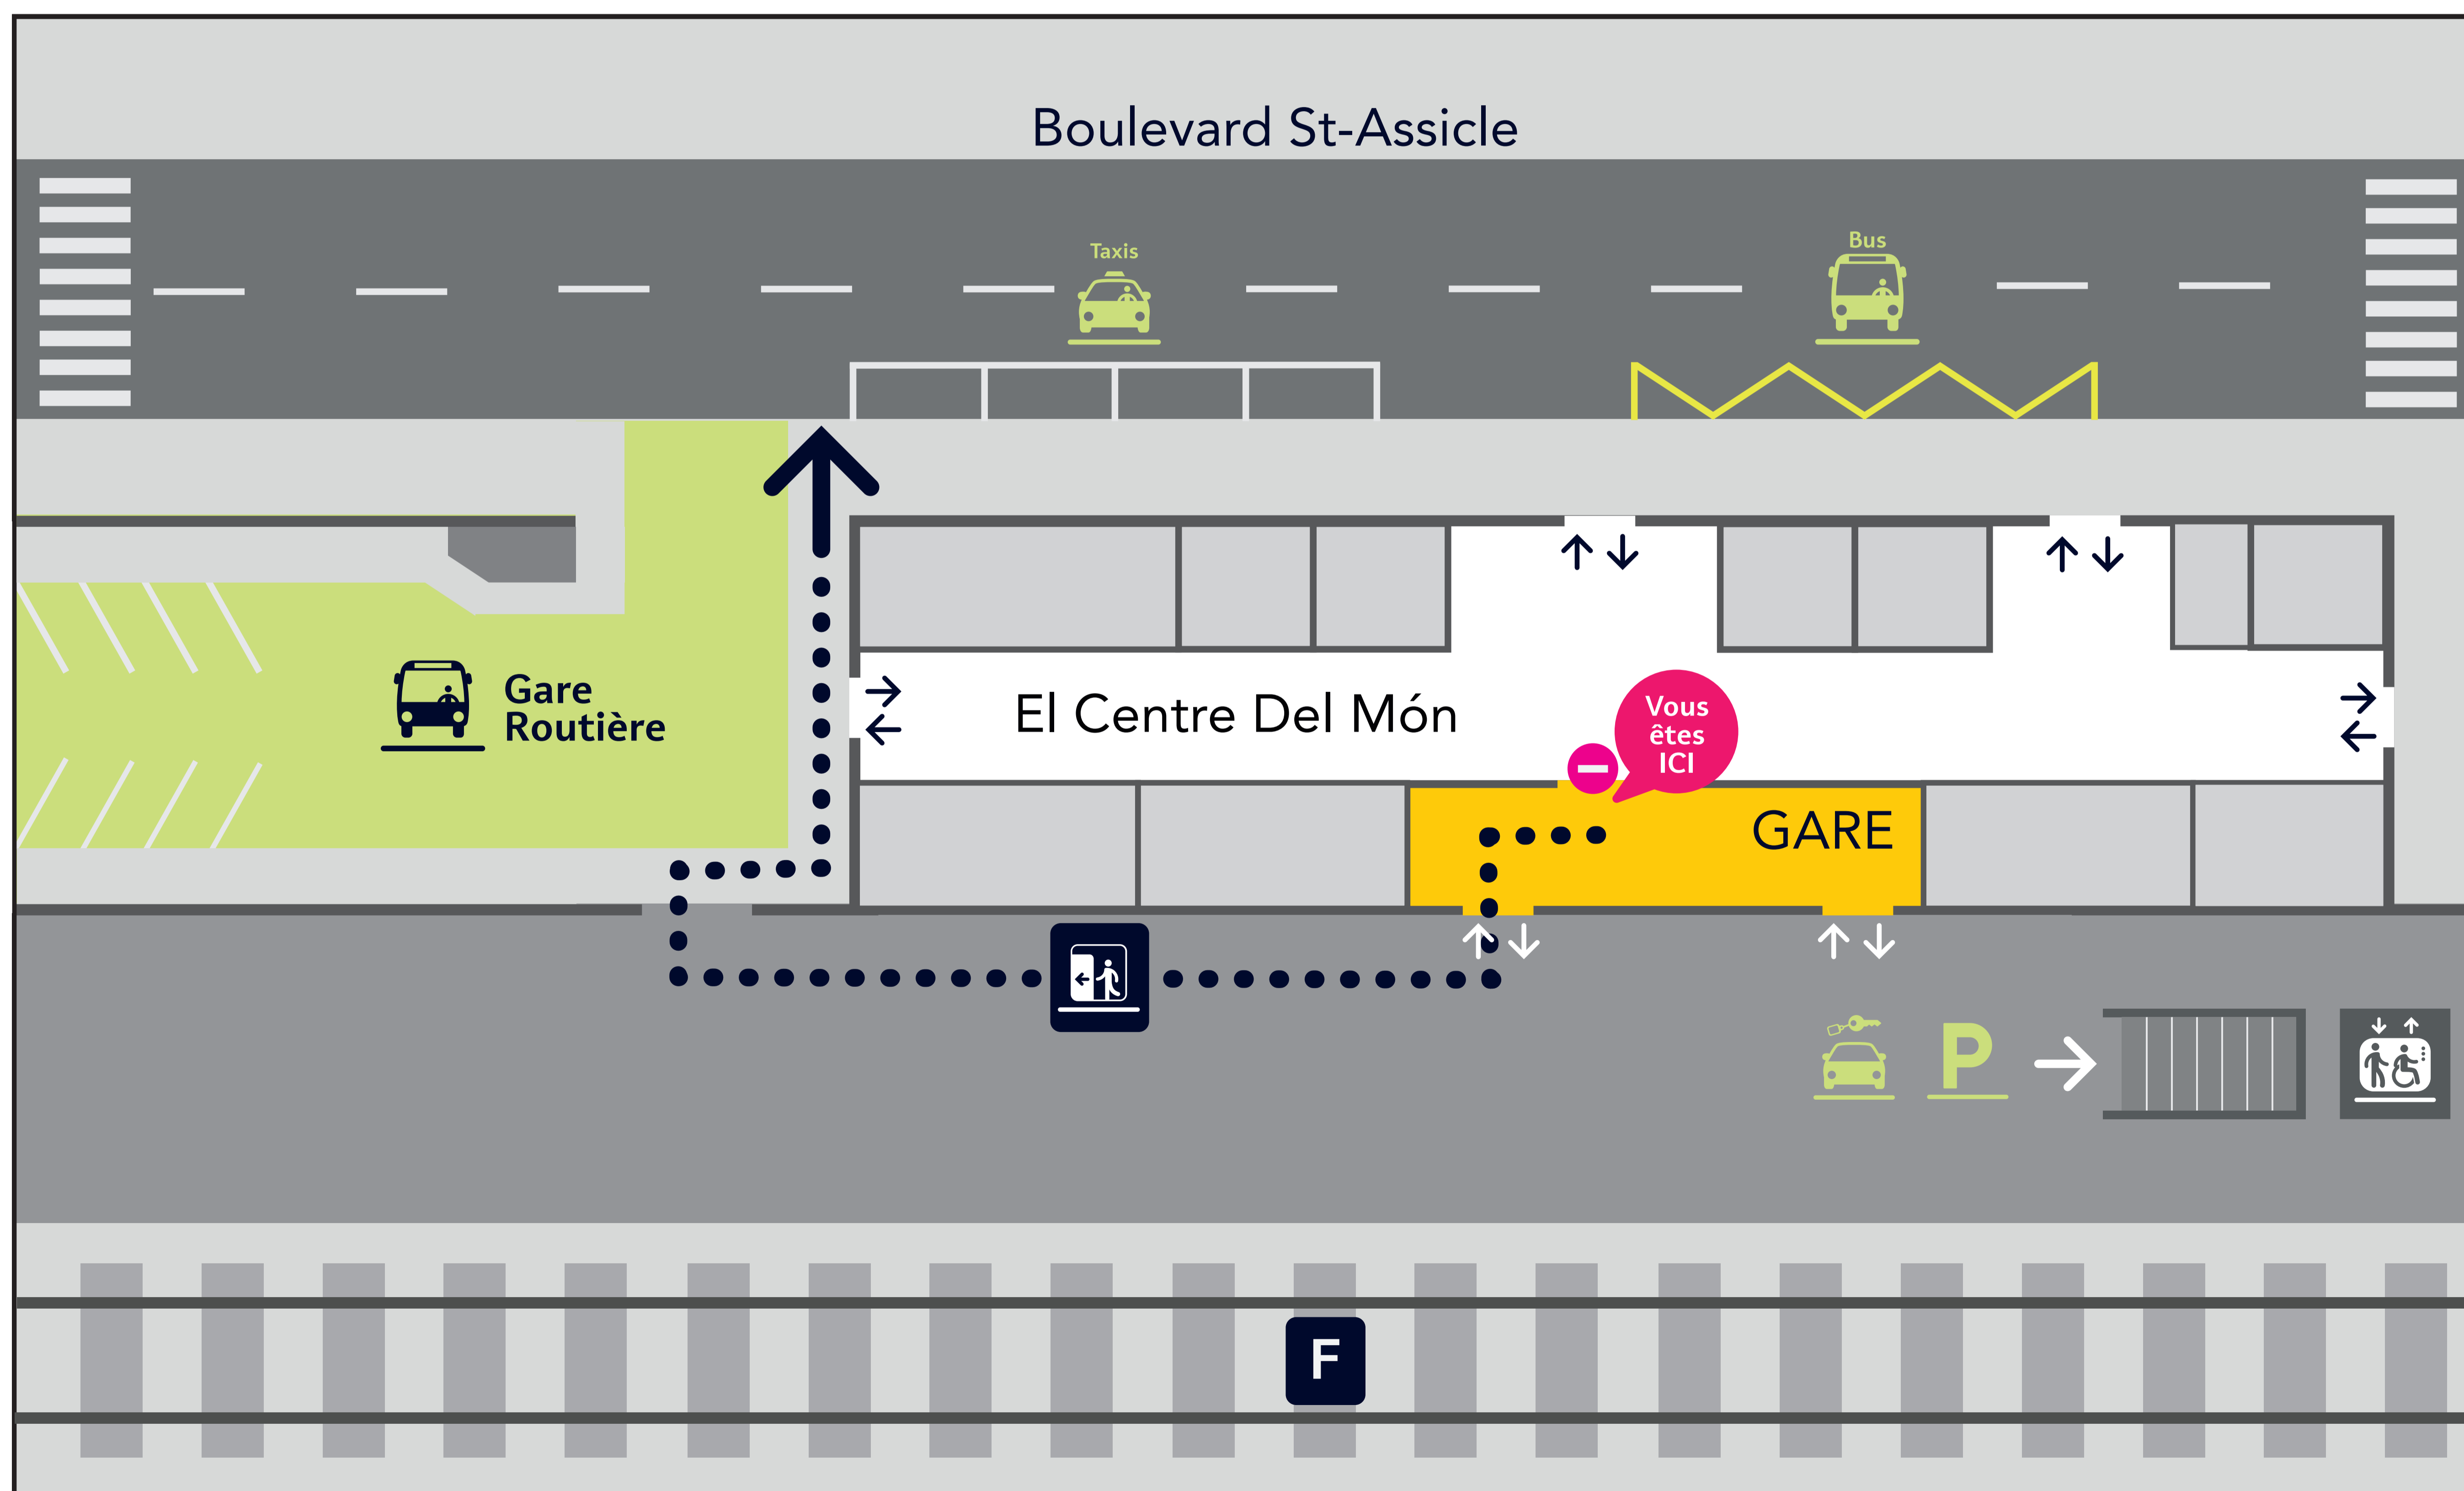 Boulevard St-Assicle
Taxis
Bus
Gare
Routière
El Centre Del Món
Vous
êtes
ICI
GARE
P
F